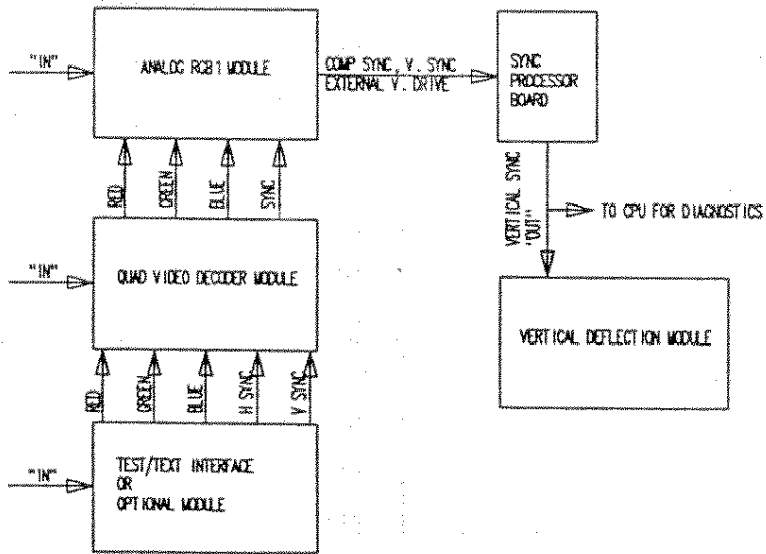 "IN"
ANALOG RGB1 MODULE
COMP SYNC, V. SYNC
EXTERNAL V. DRIVE
SYNC
PROCESSOR
BOARD
RED
GREEN
BLUE
SYNC
VERTICAL SYNC
"OUT"
TO CPU FOR DIAGNOSTICS
"IN"
QUAD VIDEO DECODER MODULE
VERTICAL DEFLECTION MODULE
RED
GREEN
BLUE
H SYNC
V SYNC
"IN"
TEST/TEXT INTERFACE
OR
OPTIONAL MODULE